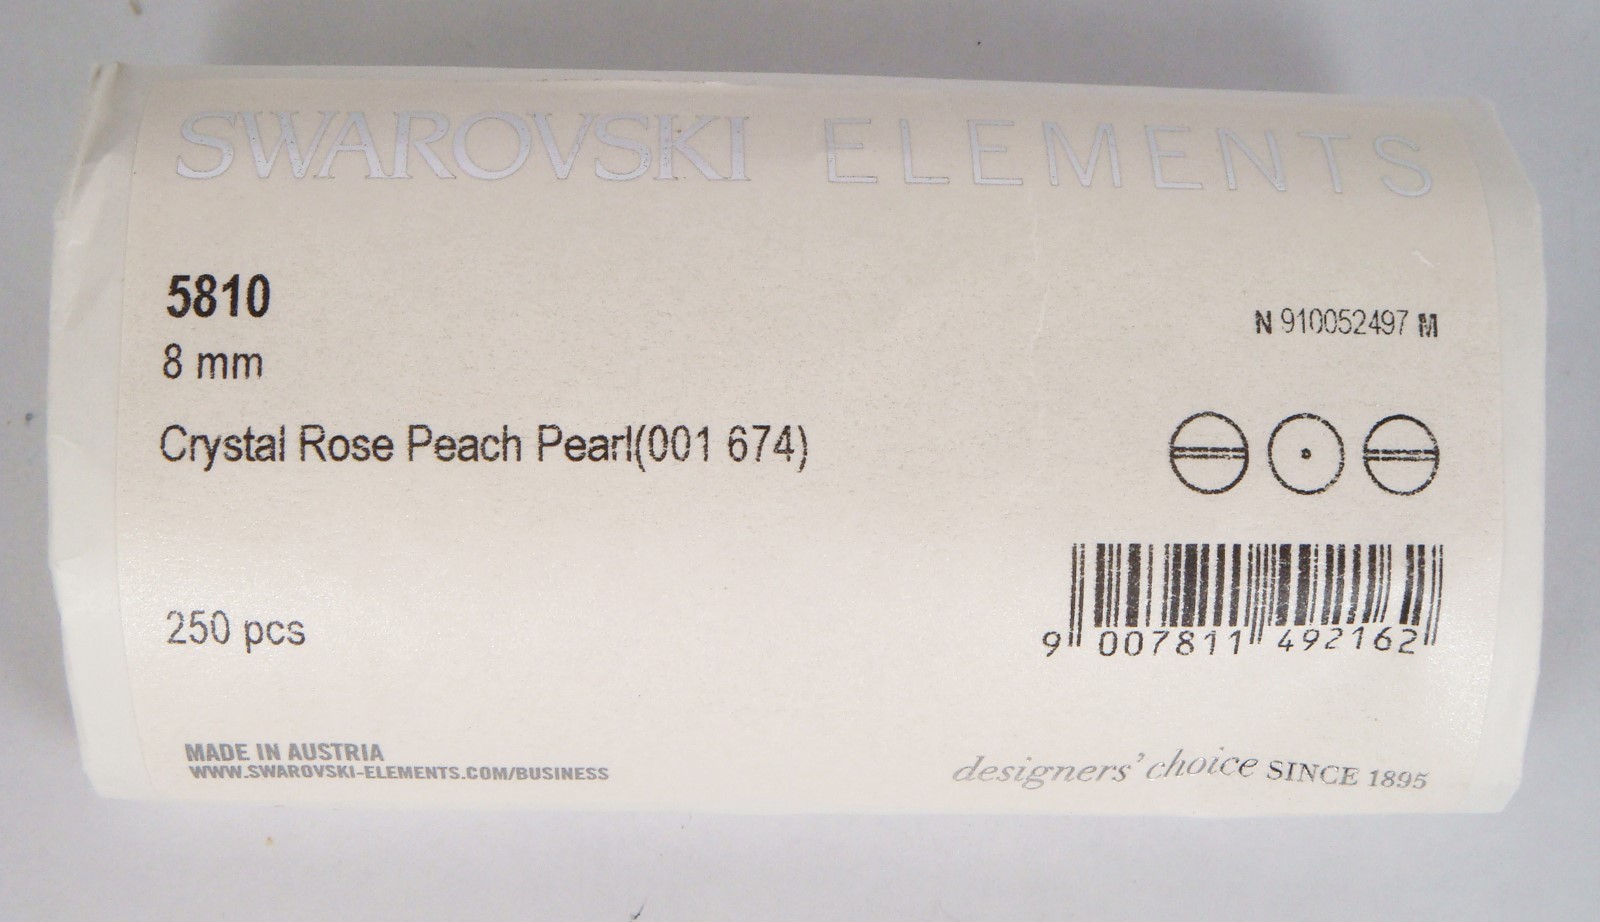 SWAROVSKI ELEMENTS
5810
N 910052497 M
8 mm
Crystal Rose Peach Pearl(001 674)
250 pcs
9 007811 492162
MADE IN AUSTRIA
WWW.SWAROVSKI-ELEMENTS.COM/BUSINESS
designers' choice SINCE 1895